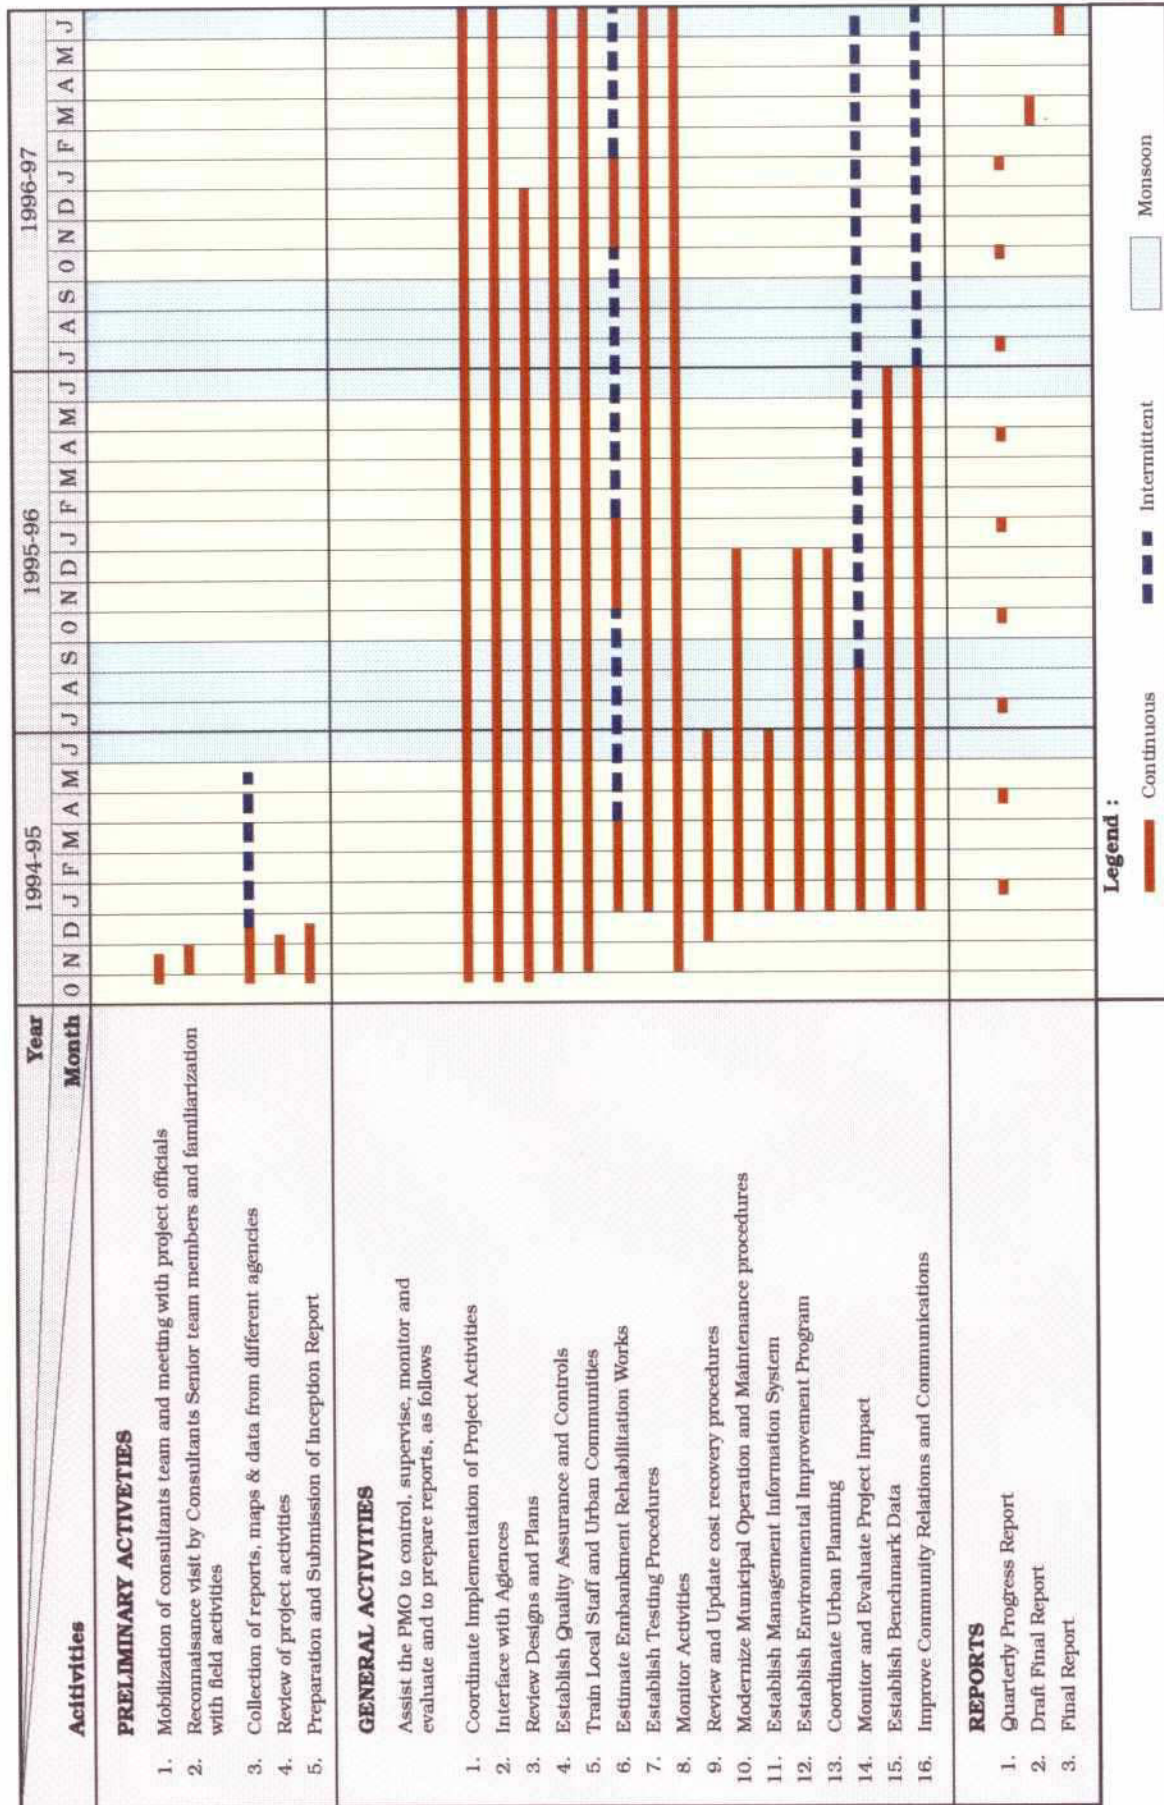 Year 1994-95 1995-96 1996-97
Acitivities Month O N D J F M A M J J A S O N D J F M A M J J A S O N D J F M A M J
PRELIMINARY ACTIVETIES
1. Mobilization of consultants team and meeting with project officials
2. Reconnaisance visit by Consultants Senior team members and familiarization
with field activities
3. Collection of reports, maps & data from different agencies
4. Review of project activities
5. Preparation and Submission of Inception Report
GENERAL ACTIVITIES
Assist the PMO to control, supervise, monitor and
evaluate and to prepare reports, as follows
1. Coordinate Implementation of Project Activities
2. Interface with Agences
3. Review Designs and Plans
4. Establish Quality Assurance and Controls
5. Train Local Staff and Urban Communities
6. Estimate Embankment Rehabilitation Works
7. Establish Testing Procedures
8. Monitor Activities
9. Review and Update cost recovery procedures
10. Modernize Municipal Operation and Maintenance procedures
11. Establish Management Information System
12. Establish Environmental Improvement Program
13. Coordinate Urban Planning
14. Monitor and Evaluate Project Impact
15. Establish Benchmark Data
16. Improve Community Relations and Communications
REPORTS
1. Quarterly Progress Report
2. Draft Final Report
3. Final Report
Legend :
Continuous Intermittent Monsoon